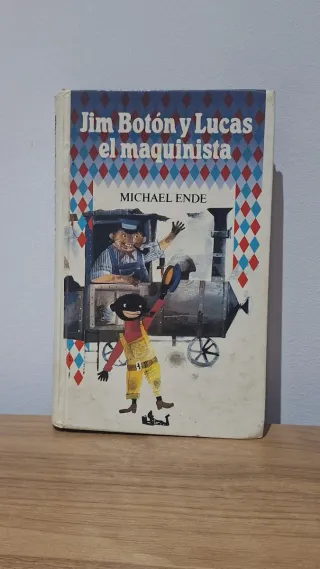 Jim Botón y Lucas
el maquinista
MICHAEL ENDE